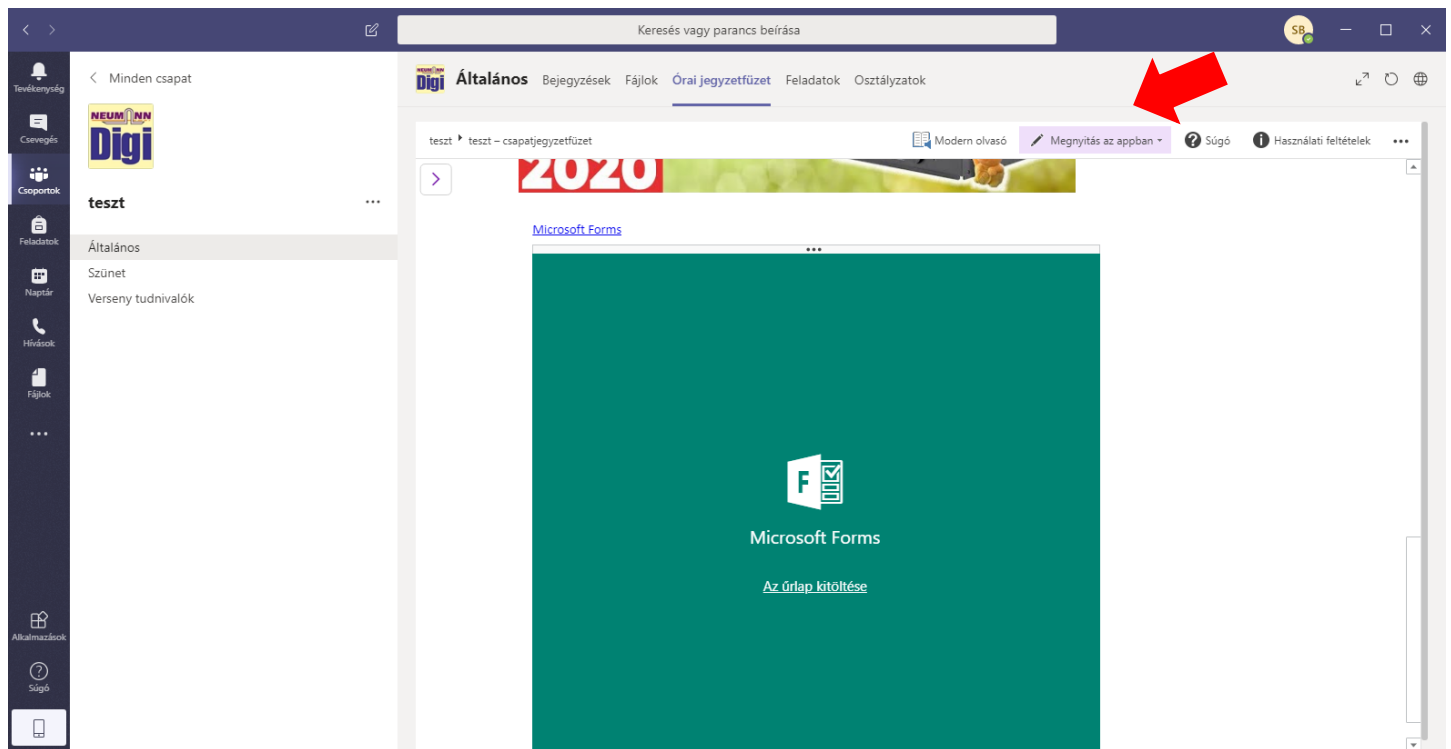 Keresés vagy parancs beírása
SB
Tevékenység
Csevegés
Csoportok
Feladatok
Naptár
Hívások
Fájlok
Alkalmazások
Súgó
Minden csapat
NEUMANN
Digi
teszt
Általános
Szünet
Verseny tudnivalók
NEUMANN
Digi
Általános Bejegyzések Fájlok Órai jegyzetfüzet Feladatok Osztályzatok
teszt teszt – csapatjegyzetfüzet Modern olvasó Megnyitás az appban Súgó Használati feltételek
2020
Microsoft Forms
F
Microsoft Forms
Az űrlap kitöltése